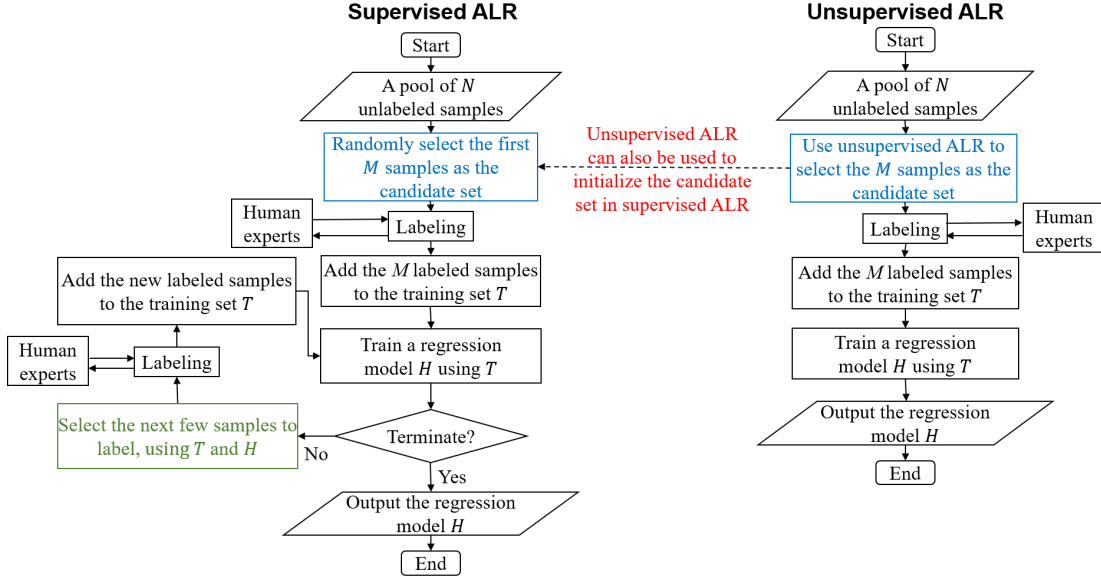 Supervised ALR
Start
A pool of N
unlabeled samples
Randomly select the first
M samples as the
candidate set
Human
experts
Labeling
Add the M labeled samples
to the training set T
Add the new labeled samples
to the training set T
Train a regression
model H using T
Human
experts
Labeling
Select the next few samples to
label, using T and H
Terminate?
No
Yes
Output the regression
model H
End
Unsupervised ALR
can also be used to
initialize the candidate
set in supervised ALR
Unsupervised ALR
Start
A pool of N
unlabeled samples
Use unsupervised ALR to
select the M samples as the
candidate set
Labeling
Human
experts
Add the M labeled samples
to the training set T
Train a regression
model H using T
Output the regression
model H
End